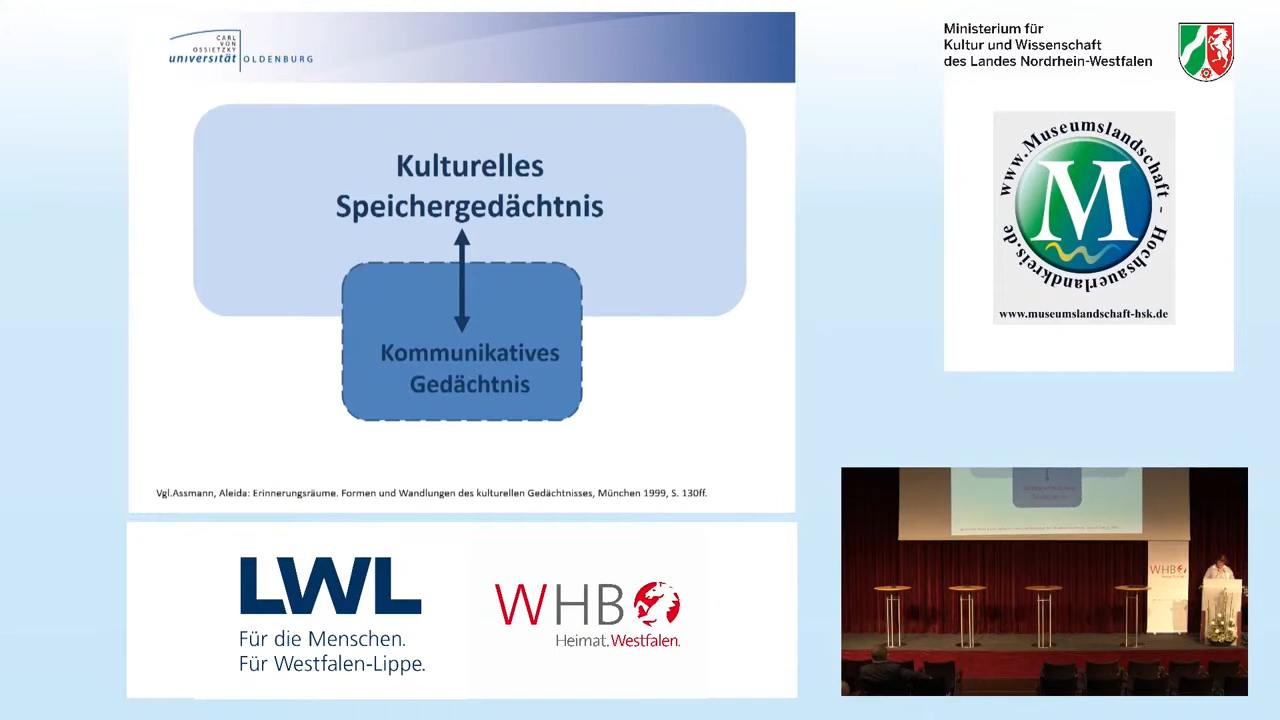 CARL
VON
OSSIETZKY
universität OLDENBURG
Kulturelles
Speichergedächtnis
Kommunikatives
Gedächtnis
Vgl.Assmann, Aleida: Erinnerungsräume. Formen und Wandlungen des kulturellen Gedächtnisses, München 1999, S. 130ff.
LWL
Für die Menschen.
Für Westfalen-Lippe.
WHB
Heimat.Westfalen.
Ministerium für
Kultur und Wissenschaft
des Landes Nordrhein-Westfalen
www.Museumslandschaft - Hochsauerlandkreis.de
M
www.museumslandschaft-hsk.de
WHB